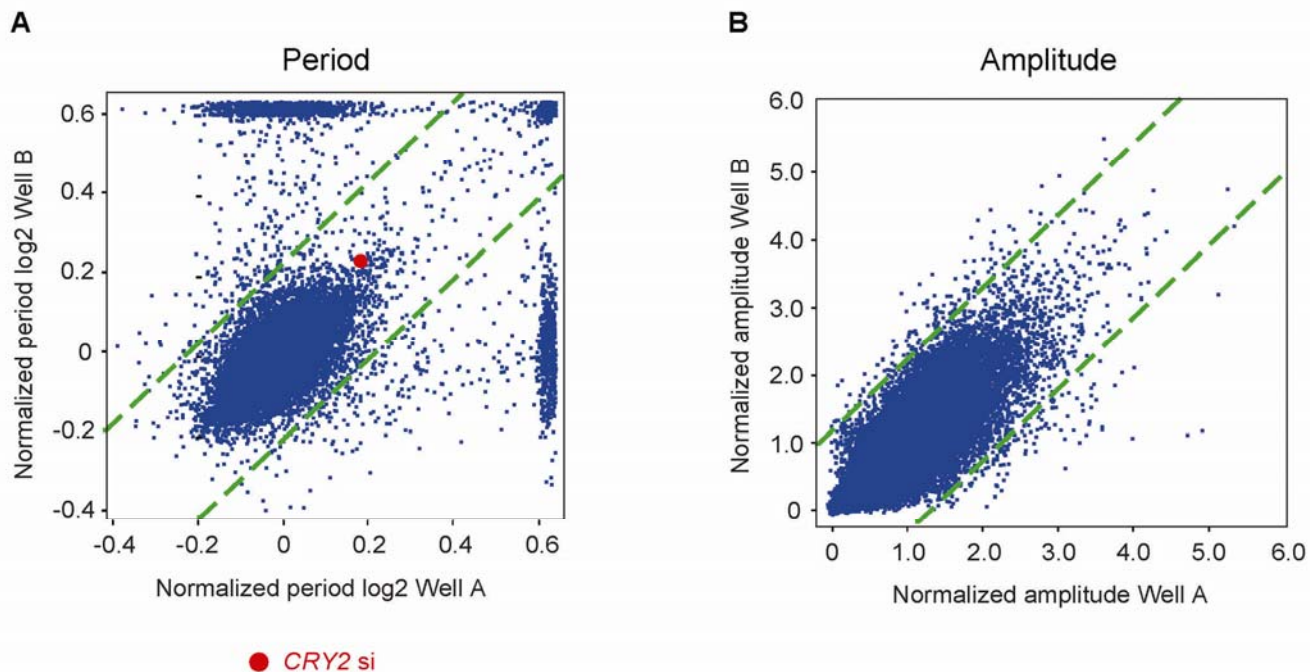 A
Period
Normalized period log2 Well B
0.6
0.4
0.2
0
-0.2
-0.4
-0.4
-0.2
0
0.2
0.4
0.6
Normalized period log2 Well A
CRY2 si
B
Amplitude
Normalized amplitude Well B
6.0
5.0
4.0
3.0
2.0
1.0
0
0
1.0
2.0
3.0
4.0
5.0
6.0
Normalized amplitude Well A